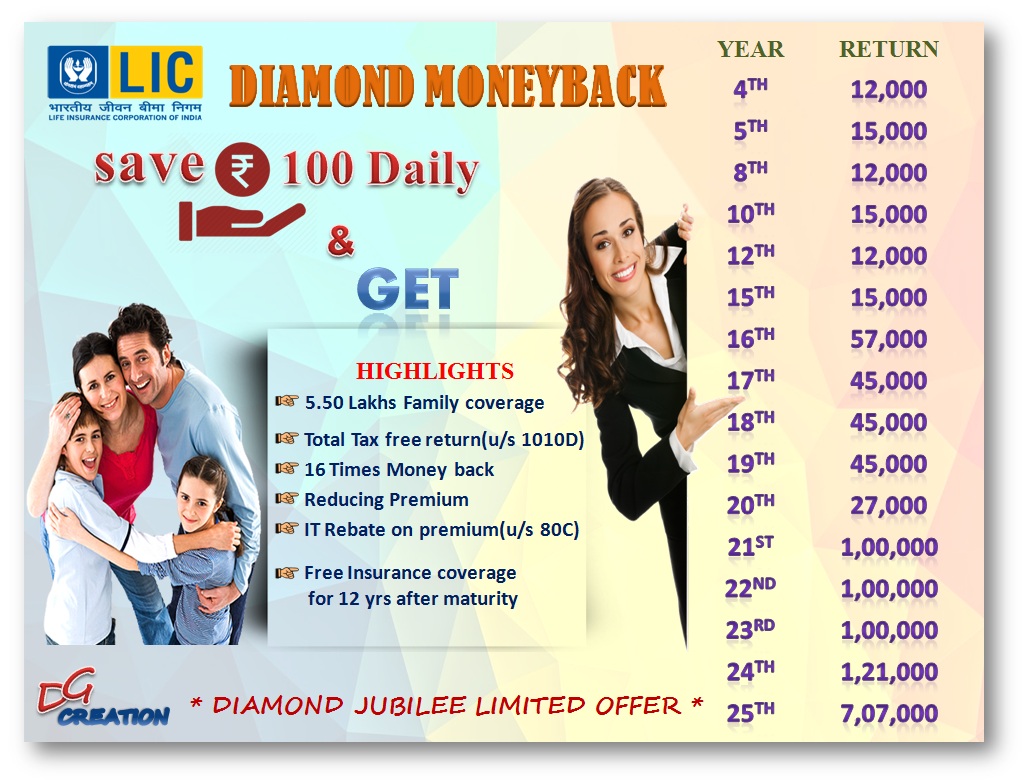 LIC
भारतीय जीवन बीमा निगम
LIFE INSURANCE CORPORATION OF INDIA
DIAMOND MONEYBACK
save ₹ 100 Daily
&
GET
HIGHLIGHTS
5.50 Lakhs Family coverage
Total Tax free return(u/s 1010D)
16 Times Money back
Reducing Premium
IT Rebate on premium(u/s 80C)
Free Insurance coverage
for 12 yrs after maturity
DG
CREATION
* DIAMOND JUBILEE LIMITED OFFER *
YEAR RETURN
4TH 12,000
5TH 15,000
8TH 12,000
10TH 15,000
12TH 12,000
15TH 15,000
16TH 57,000
17TH 45,000
18TH 45,000
19TH 45,000
20TH 27,000
21ST 1,00,000
22ND 1,00,000
23RD 1,00,000
24TH 1,21,000
25TH 7,07,000